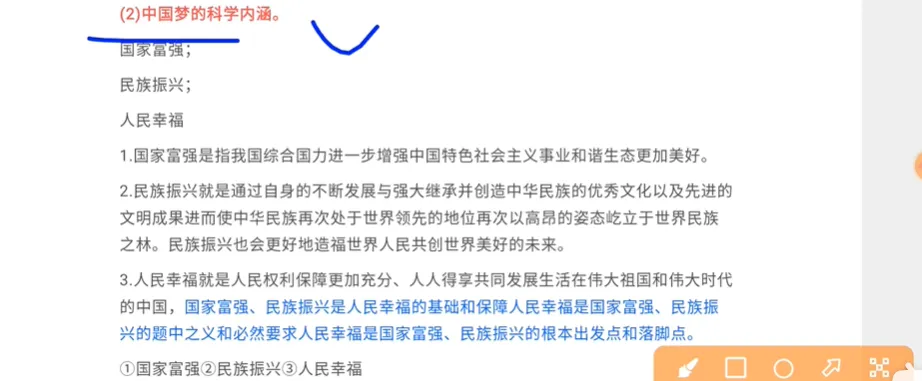 (2)中国梦的科学内涵。
国家富强；
民族振兴；
人民幸福
1.国家富强是指我国综合国力进一步增强中国特色社会主义事业和谐生态更加美好。
2.民族振兴就是通过自身的不断发展与强大继承并创造中华民族的优秀文化以及先进的
文明成果进而使中华民族再次处于世界领先的地位再次以高昂的姿态屹立于世界民族
之林。民族振兴也会更好地造福世界人民共创世界美好的未来。
3.人民幸福就是人民权利保障更加充分、人人得享共同发展生活在伟大祖国和伟大时代
的中国，国家富强、民族振兴是人民幸福的基础和保障人民幸福是国家富强、民族振
兴的题中之义和必然要求人民幸福是国家富强、民族振兴的根本出发点和落脚点。
①国家富强②民族振兴③人民幸福